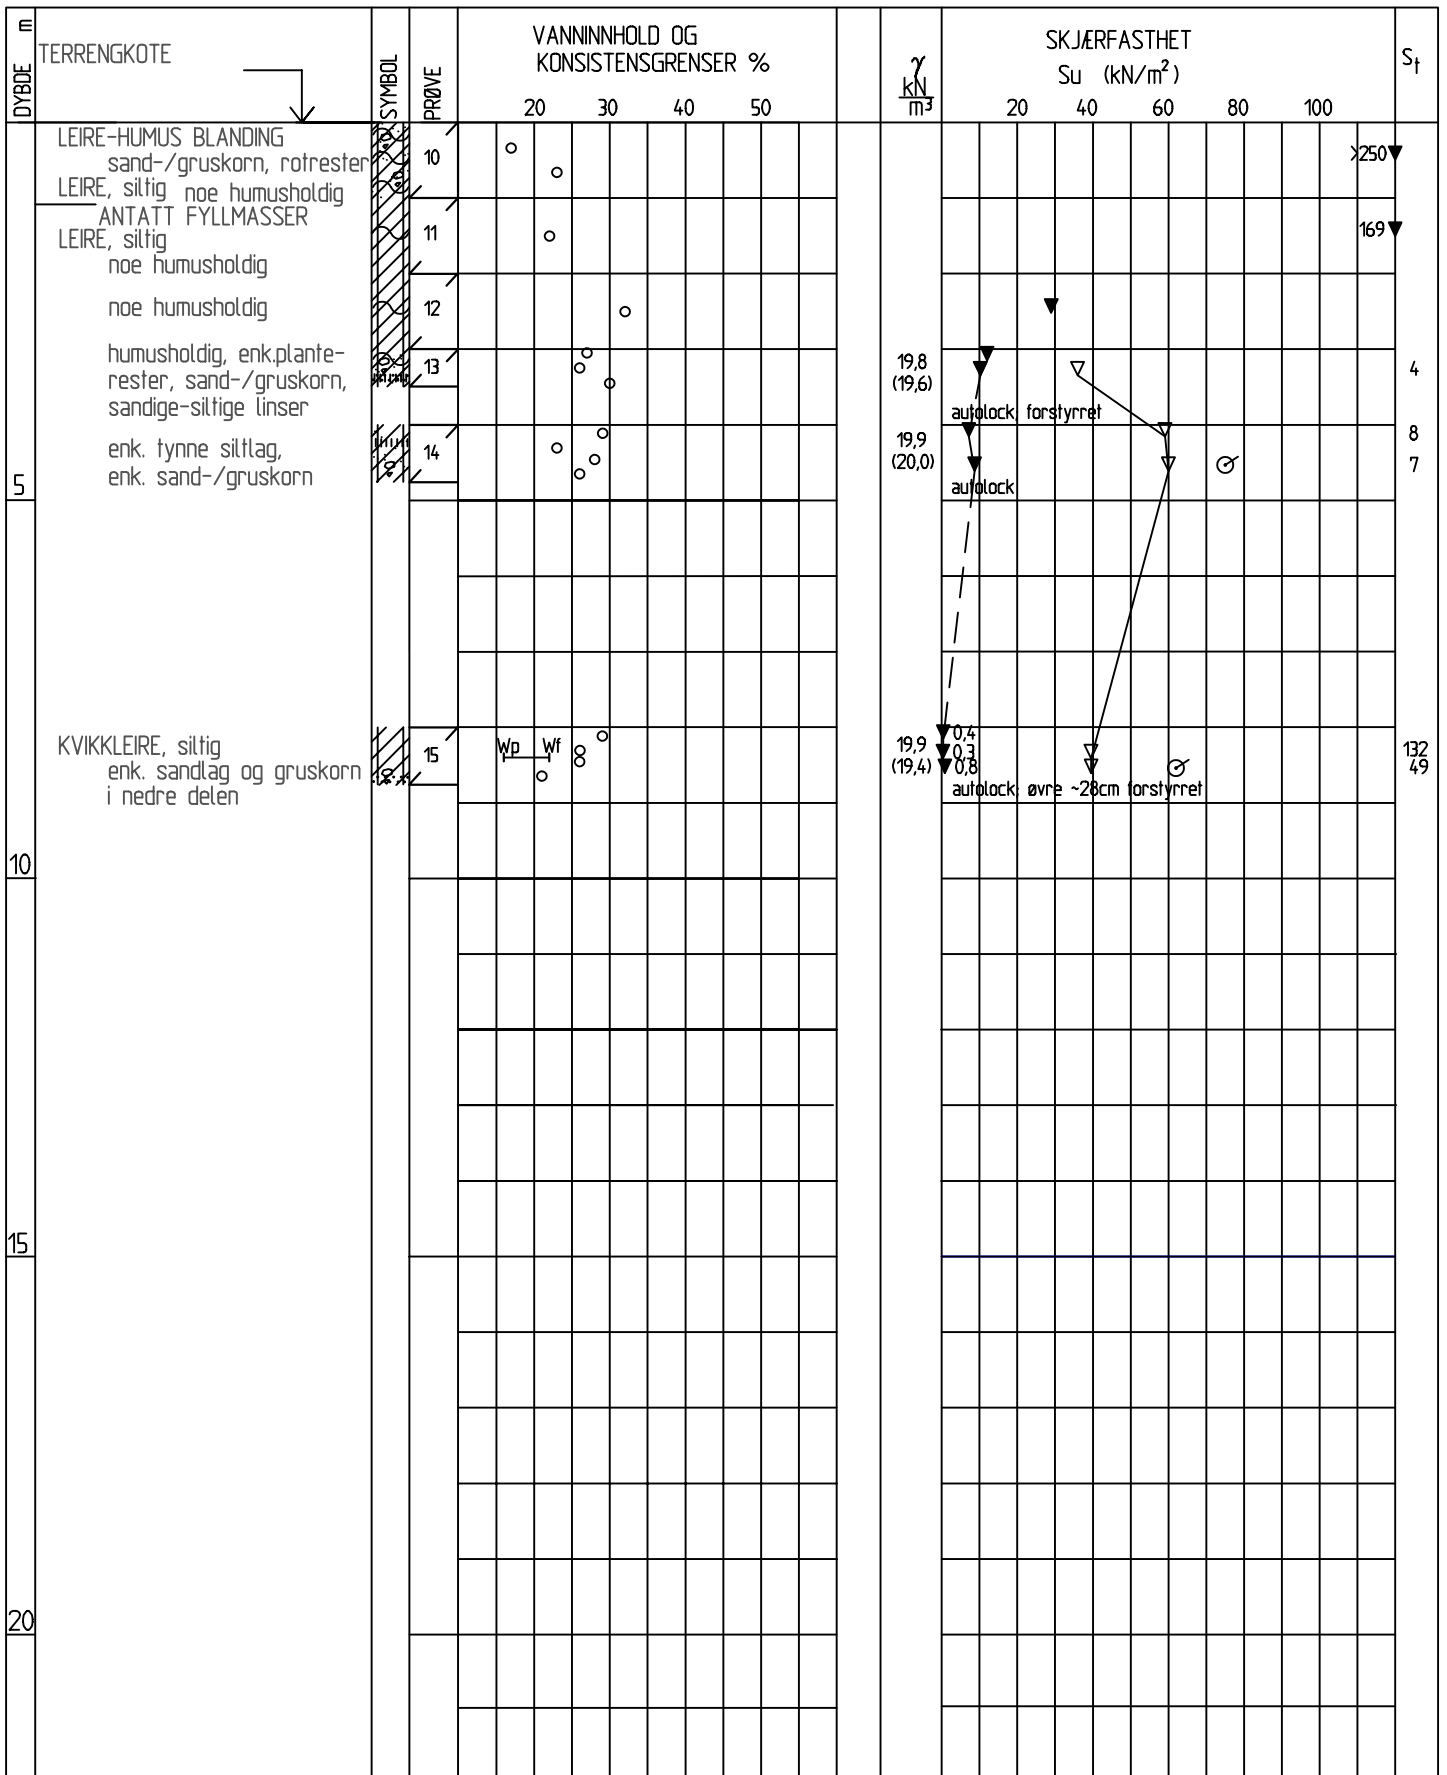 DYBDE m
TERRENGKOTE
SYMBOL
PRØVE
VANNINNHOLD OG
KONSISTENSGRENSER %
20 30 40 50
γ
kN
m³
SKJÆRFASTHET
Su (kN/m²)
20 40 60 80 100
St
LEIRE-HUMUS BLANDING
sand-/gruskorn, rotrester
LEIRE, siltig noe humusholdig
10
>250
ANTATT FYLLMASSER
LEIRE, siltig
noe humusholdig
11
169
noe humusholdig
12
humusholdig, enk.plante-
rester, sand-/gruskorn,
sandige-siltige linser
13
19,8
(19,6)
4
autolock, forstyrret
enk. tynne siltlag,
enk. sand-/gruskorn
14
19,9
(20,0)
8
7
autolock
5
KVIKKLEIRE, siltig
enk. sandlag og gruskorn
i nedre delen
15
Wp Wf
19,9
(19,4)
0,4
0,3
0,8
132
49
autolock: øvre ~28cm forstyrret
10
15
20